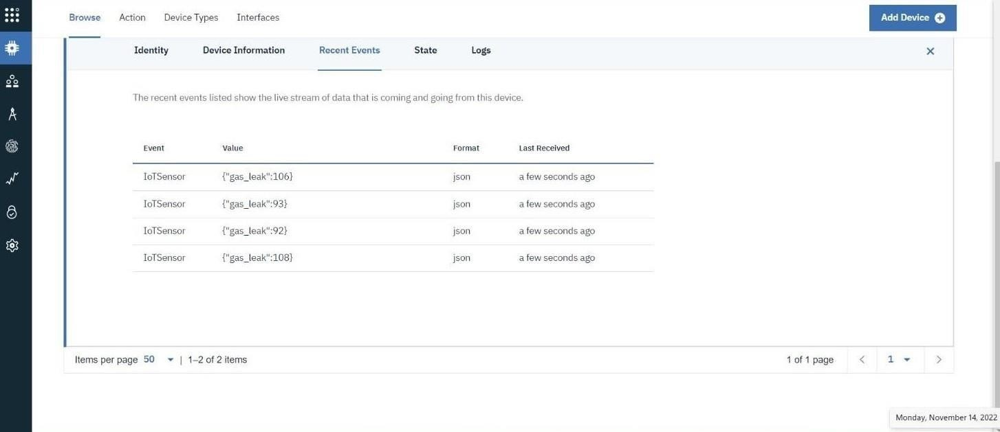 Browse Action Device Types Interfaces Add Device
Identity Device Information Recent Events State Logs
The recent events listed show the live stream of data that is coming and going from this device.
Event Value Format Last Received
IoTSensor {"gas_leak":106} json a few seconds ago
IoTSensor {"gas_leak":93} json a few seconds ago
IoTSensor {"gas_leak":92} json a few seconds ago
IoTSensor {"gas_leak":108} json a few seconds ago
Items per page 50 | 1–2 of 2 items 1 of 1 page 1
Monday, November 14, 2022